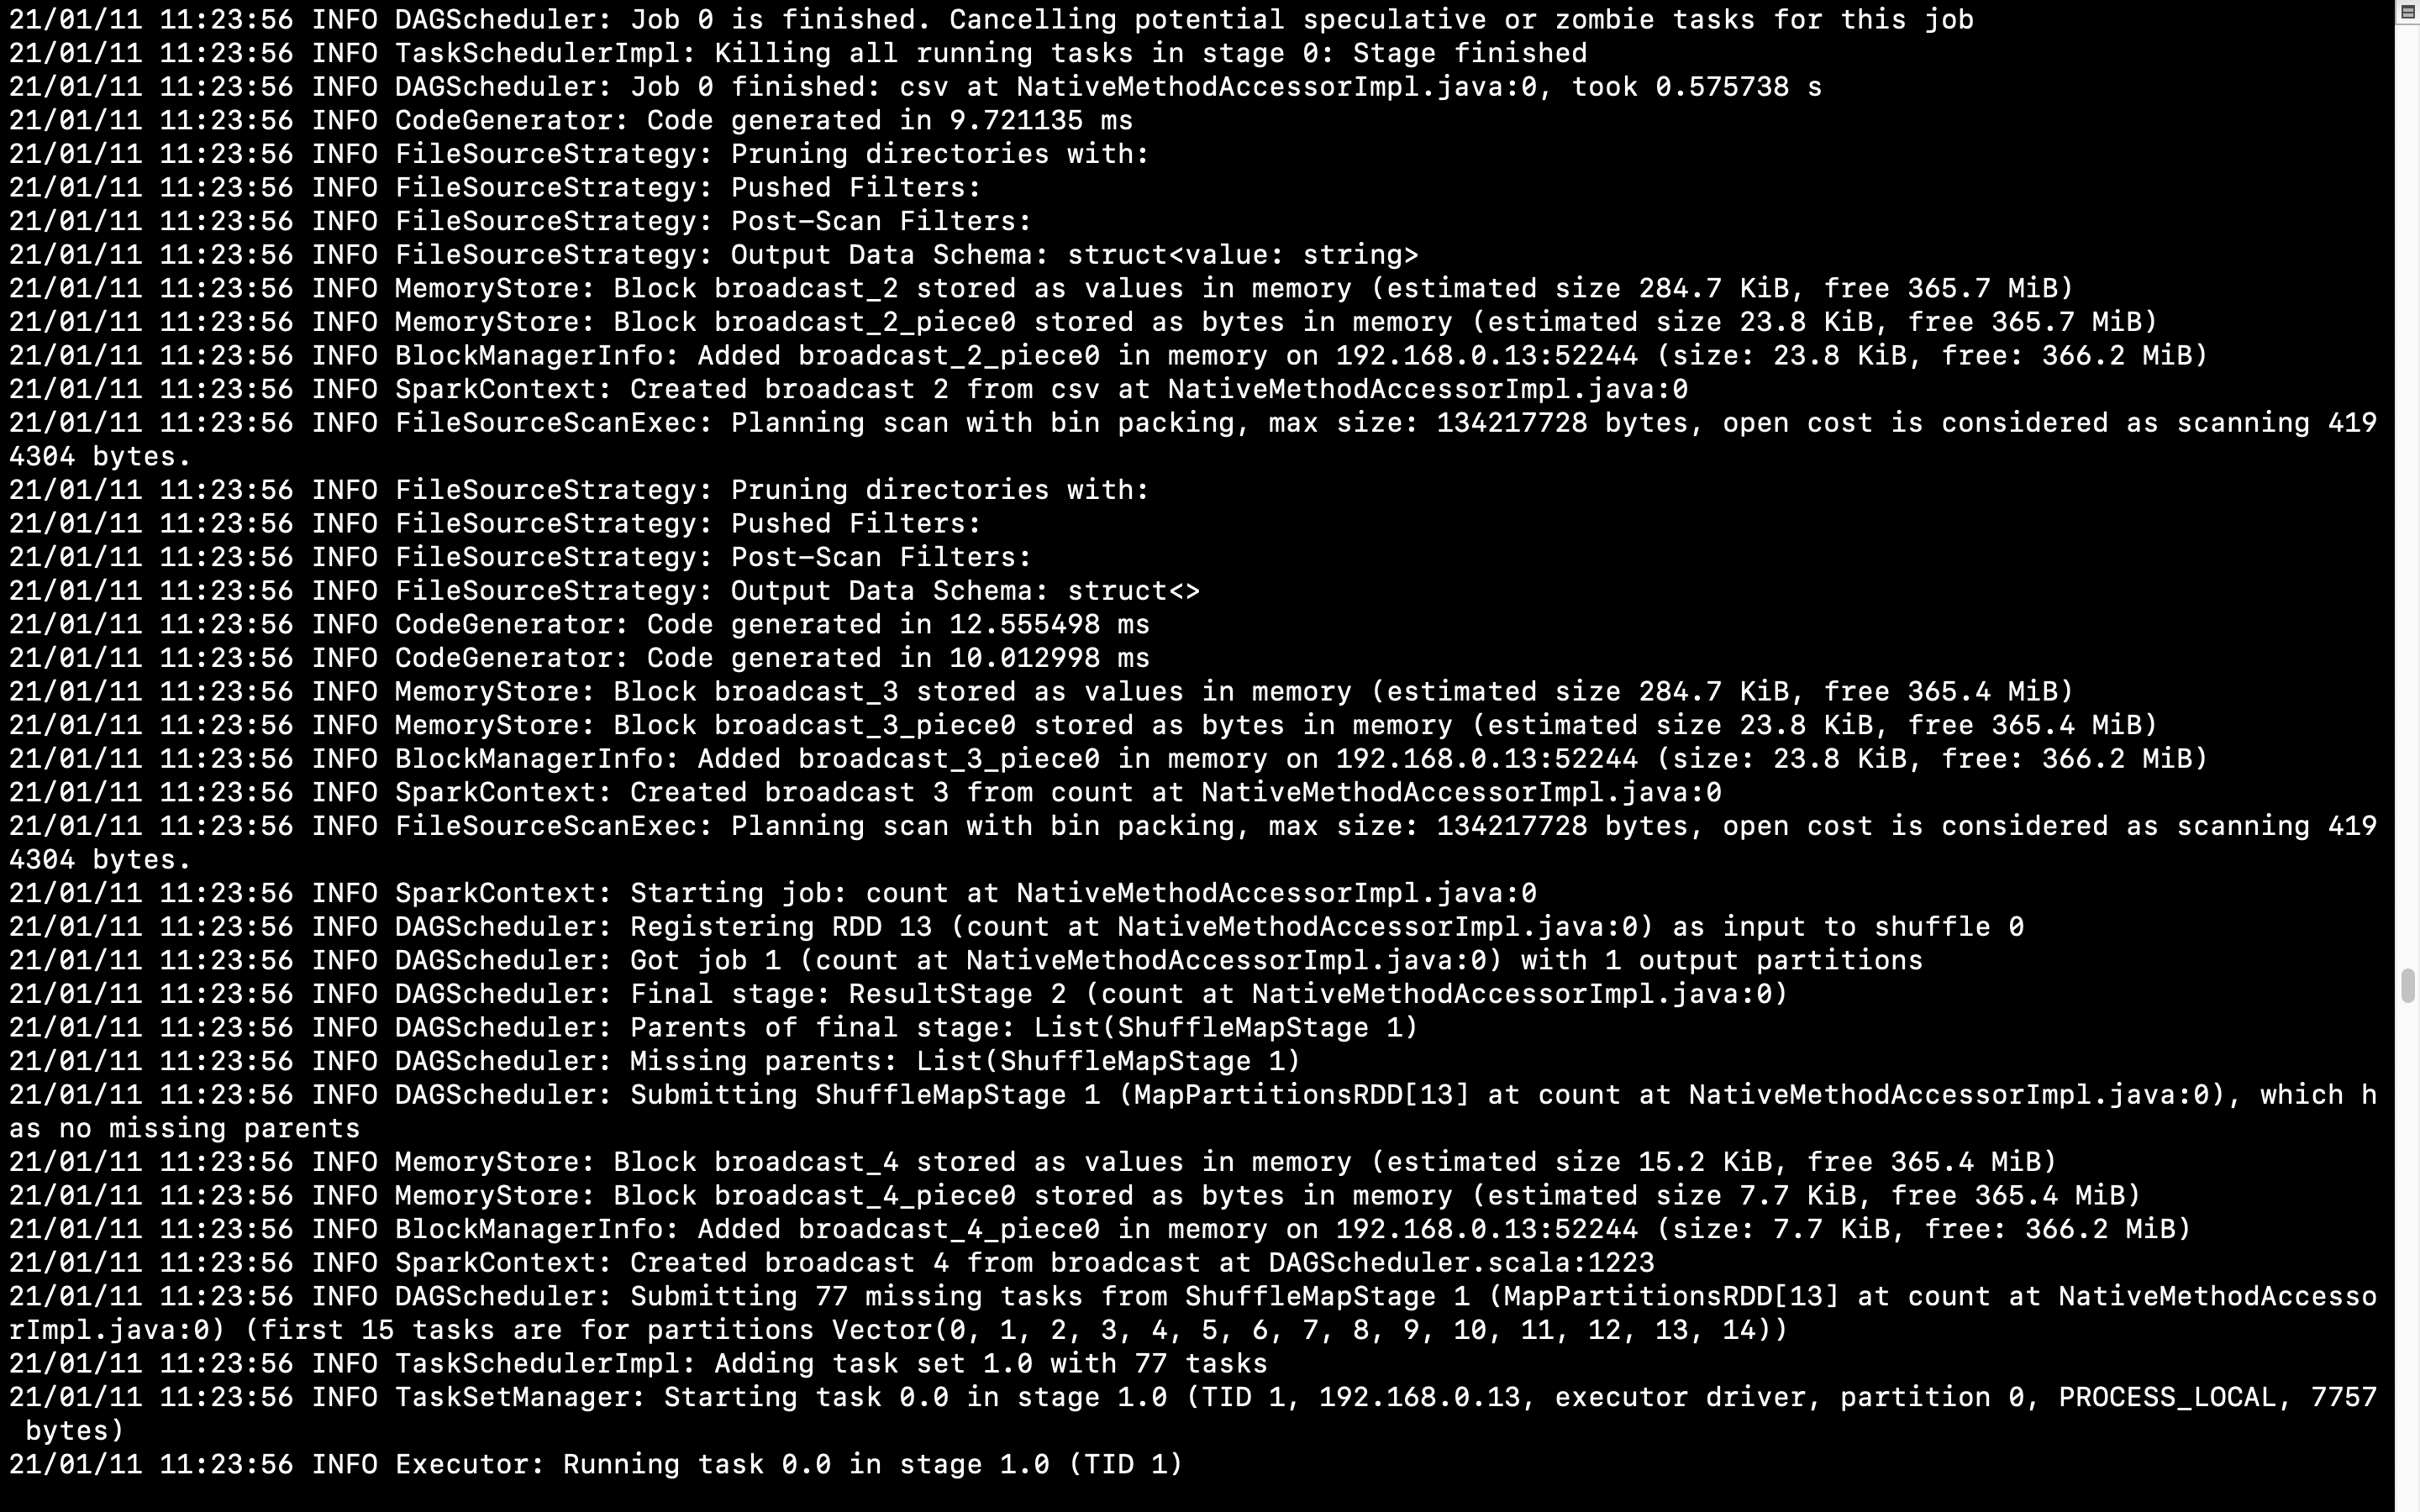 21/01/11 11:23:56 INFO DAGScheduler: Job 0 is finished. Cancelling potential speculative or zombie tasks for this job
21/01/11 11:23:56 INFO TaskSchedulerImpl: Killing all running tasks in stage 0: Stage finished
21/01/11 11:23:56 INFO DAGScheduler: Job 0 finished: csv at NativeMethodAccessorImpl.java:0, took 0.575738 s
21/01/11 11:23:56 INFO CodeGenerator: Code generated in 9.721135 ms
21/01/11 11:23:56 INFO FileSourceStrategy: Pruning directories with:
21/01/11 11:23:56 INFO FileSourceStrategy: Pushed Filters:
21/01/11 11:23:56 INFO FileSourceStrategy: Post-Scan Filters:
21/01/11 11:23:56 INFO FileSourceStrategy: Output Data Schema: struct<value: string>
21/01/11 11:23:56 INFO MemoryStore: Block broadcast_2 stored as values in memory (estimated size 284.7 KiB, free 365.7 MiB)
21/01/11 11:23:56 INFO MemoryStore: Block broadcast_2_piece0 stored as bytes in memory (estimated size 23.8 KiB, free 365.7 MiB)
21/01/11 11:23:56 INFO BlockManagerInfo: Added broadcast_2_piece0 in memory on 192.168.0.13:52244 (size: 23.8 KiB, free: 366.2 MiB)
21/01/11 11:23:56 INFO SparkContext: Created broadcast 2 from csv at NativeMethodAccessorImpl.java:0
21/01/11 11:23:56 INFO FileSourceScanExec: Planning scan with bin packing, max size: 134217728 bytes, open cost is considered as scanning 419
4304 bytes.
21/01/11 11:23:56 INFO FileSourceStrategy: Pruning directories with:
21/01/11 11:23:56 INFO FileSourceStrategy: Pushed Filters:
21/01/11 11:23:56 INFO FileSourceStrategy: Post-Scan Filters:
21/01/11 11:23:56 INFO FileSourceStrategy: Output Data Schema: struct<>
21/01/11 11:23:56 INFO CodeGenerator: Code generated in 12.555498 ms
21/01/11 11:23:56 INFO CodeGenerator: Code generated in 10.012998 ms
21/01/11 11:23:56 INFO MemoryStore: Block broadcast_3 stored as values in memory (estimated size 284.7 KiB, free 365.4 MiB)
21/01/11 11:23:56 INFO MemoryStore: Block broadcast_3_piece0 stored as bytes in memory (estimated size 23.8 KiB, free 365.4 MiB)
21/01/11 11:23:56 INFO BlockManagerInfo: Added broadcast_3_piece0 in memory on 192.168.0.13:52244 (size: 23.8 KiB, free: 366.2 MiB)
21/01/11 11:23:56 INFO SparkContext: Created broadcast 3 from count at NativeMethodAccessorImpl.java:0
21/01/11 11:23:56 INFO FileSourceScanExec: Planning scan with bin packing, max size: 134217728 bytes, open cost is considered as scanning 419
4304 bytes.
21/01/11 11:23:56 INFO SparkContext: Starting job: count at NativeMethodAccessorImpl.java:0
21/01/11 11:23:56 INFO DAGScheduler: Registering RDD 13 (count at NativeMethodAccessorImpl.java:0) as input to shuffle 0
21/01/11 11:23:56 INFO DAGScheduler: Got job 1 (count at NativeMethodAccessorImpl.java:0) with 1 output partitions
21/01/11 11:23:56 INFO DAGScheduler: Final stage: ResultStage 2 (count at NativeMethodAccessorImpl.java:0)
21/01/11 11:23:56 INFO DAGScheduler: Parents of final stage: List(ShuffleMapStage 1)
21/01/11 11:23:56 INFO DAGScheduler: Missing parents: List(ShuffleMapStage 1)
21/01/11 11:23:56 INFO DAGScheduler: Submitting ShuffleMapStage 1 (MapPartitionsRDD[13] at count at NativeMethodAccessorImpl.java:0), which h
as no missing parents
21/01/11 11:23:56 INFO MemoryStore: Block broadcast_4 stored as values in memory (estimated size 15.2 KiB, free 365.4 MiB)
21/01/11 11:23:56 INFO MemoryStore: Block broadcast_4_piece0 stored as bytes in memory (estimated size 7.7 KiB, free 365.4 MiB)
21/01/11 11:23:56 INFO BlockManagerInfo: Added broadcast_4_piece0 in memory on 192.168.0.13:52244 (size: 7.7 KiB, free: 366.2 MiB)
21/01/11 11:23:56 INFO SparkContext: Created broadcast 4 from broadcast at DAGScheduler.scala:1223
21/01/11 11:23:56 INFO DAGScheduler: Submitting 77 missing tasks from ShuffleMapStage 1 (MapPartitionsRDD[13] at count at NativeMethodAccesso
rImpl.java:0) (first 15 tasks are for partitions Vector(0, 1, 2, 3, 4, 5, 6, 7, 8, 9, 10, 11, 12, 13, 14))
21/01/11 11:23:56 INFO TaskSchedulerImpl: Adding task set 1.0 with 77 tasks
21/01/11 11:23:56 INFO TaskSetManager: Starting task 0.0 in stage 1.0 (TID 1, 192.168.0.13, executor driver, partition 0, PROCESS_LOCAL, 7757
 bytes)
21/01/11 11:23:56 INFO Executor: Running task 0.0 in stage 1.0 (TID 1)